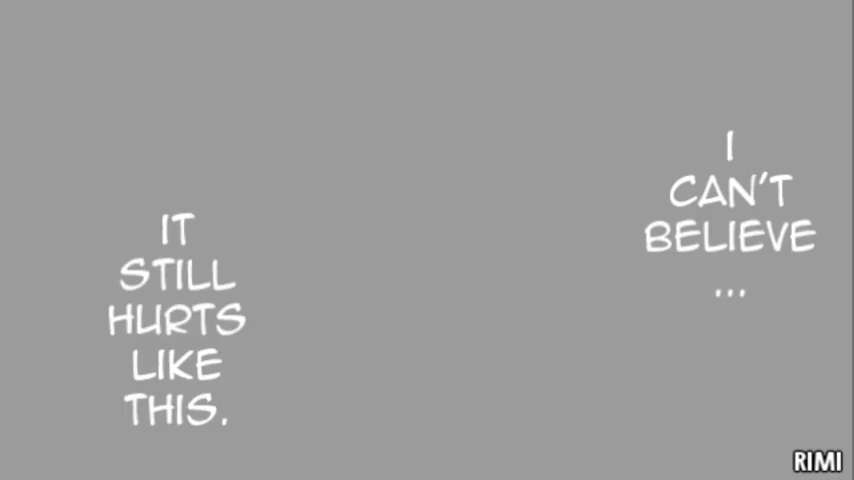 I
CAN'T
BELIEVE
...
IT
STILL
HURTS
LIKE
THIS.
RIMI